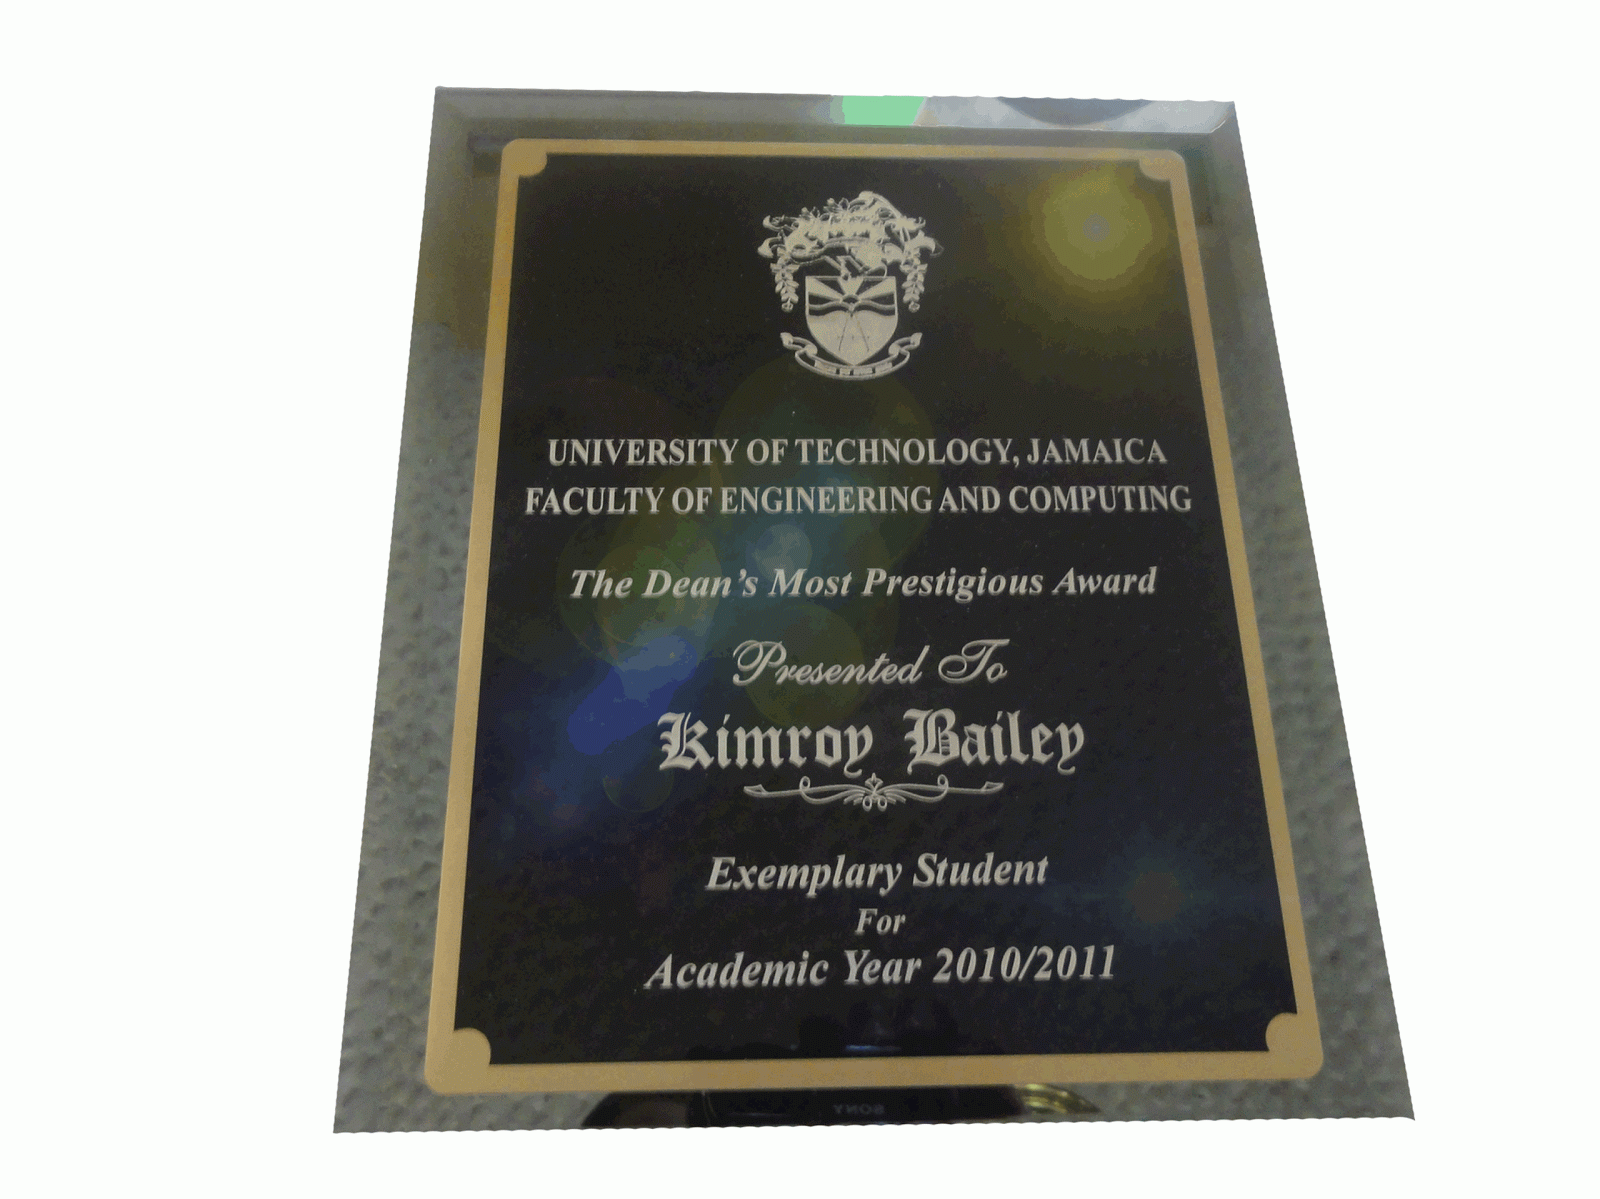 UNIVERSITY OF TECHNOLOGY, JAMAICA
FACULTY OF ENGINEERING AND COMPUTING
The Dean's Most Prestigious Award
Presented To
Kimroy Bailey
Exemplary Student
For
Academic Year 2010/2011
SONY